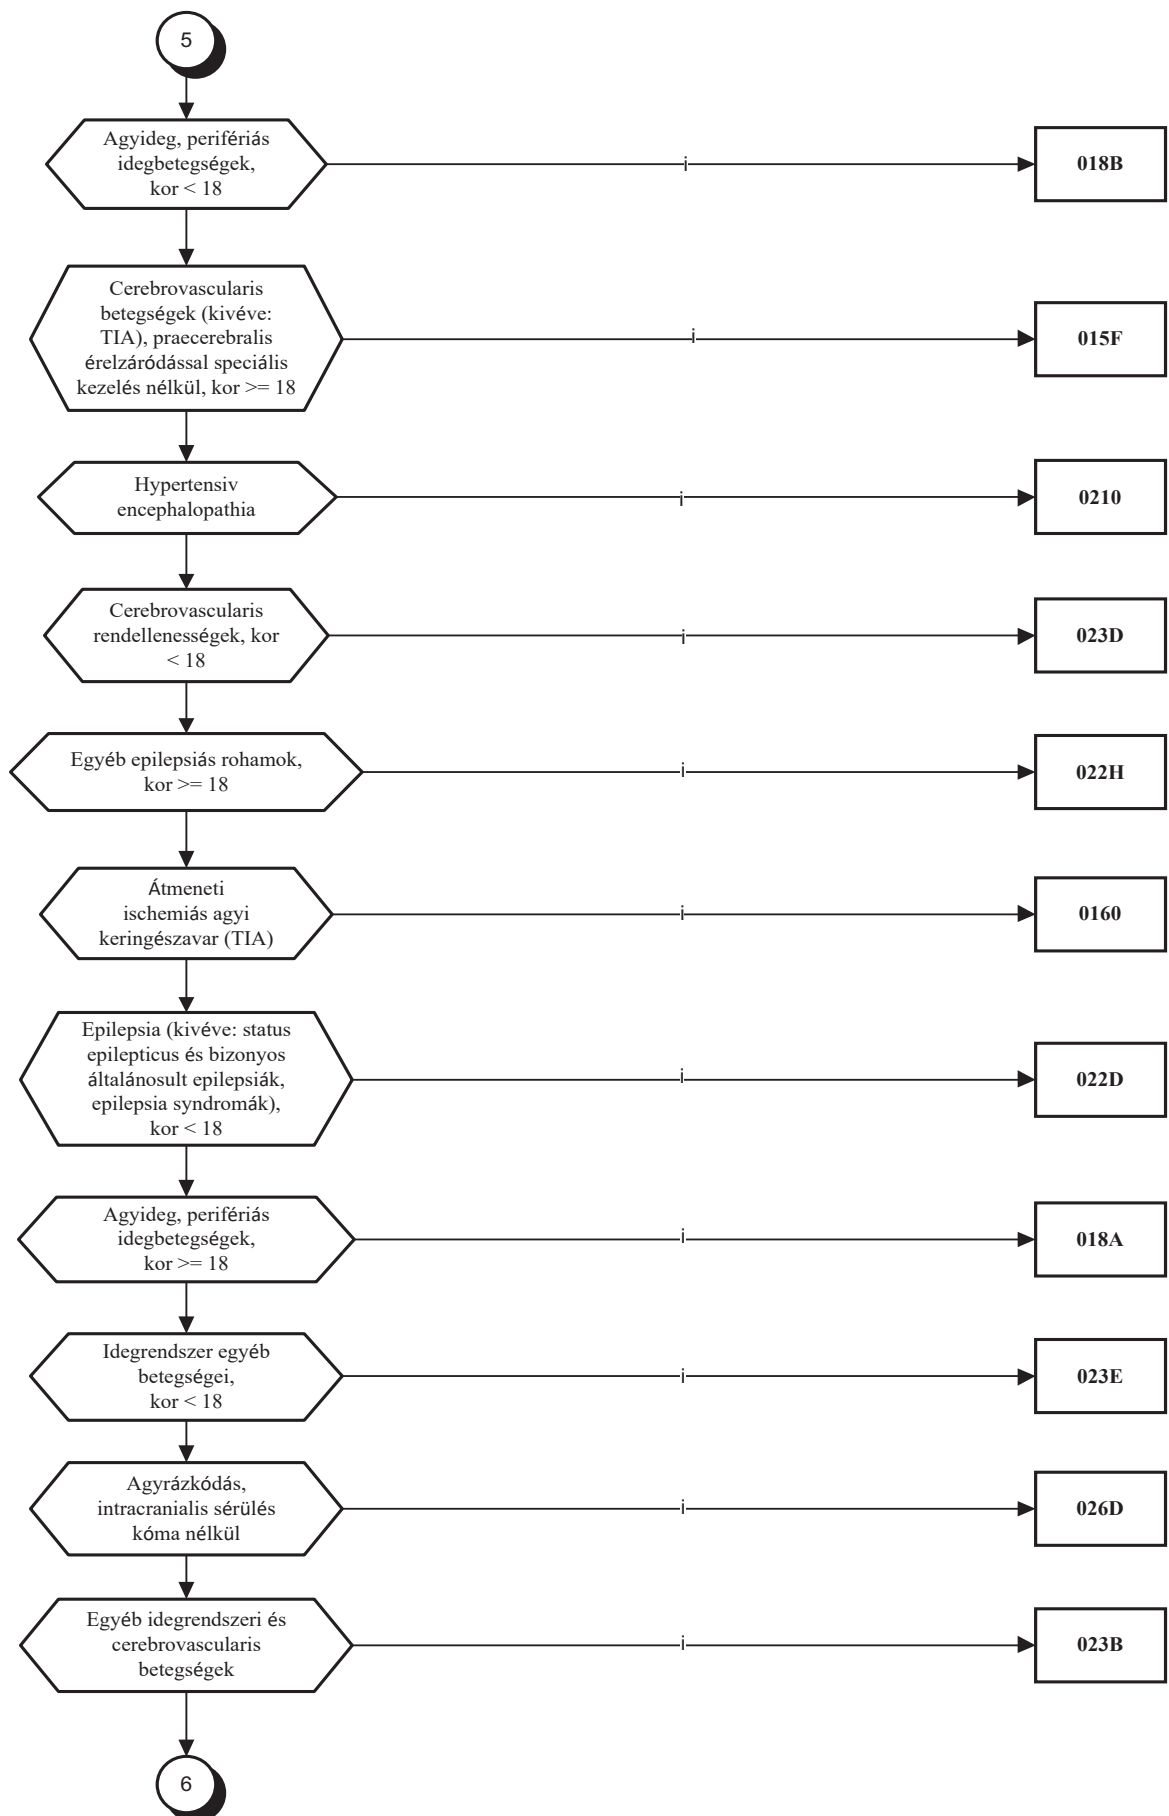 5
Agyideg, perifériás
idegbetegségek,
kor < 18
i
018B
Cerebrovascularis
betegségek (kivéve:
TIA), praecerebralis
érelzáródással speciális
kezelés nélkül, kor >= 18
i
015F
Hypertensiv
encephalopathia
i
0210
Cerebrovascularis
rendellenességek, kor
< 18
i
023D
Egyéb epilepsiás rohamok,
kor >= 18
i
022H
Átmeneti
ischemiás agyi
keringészavar (TIA)
i
0160
Epilepsia (kivéve: status
epilepticus és bizonyos
általánosult epilepsiák,
epilepsia syndromák),
kor < 18
i
022D
Agyideg, perifériás
idegbetegségek,
kor >= 18
i
018A
Idegrendszer egyéb
betegségei,
kor < 18
i
023E
Agyrázkódás,
intracranialis sérülés
kóma nélkül
i
026D
Egyéb idegrendszeri és
cerebrovascularis
betegségek
i
023B
6